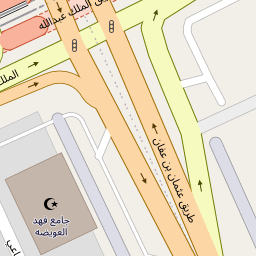 طريق الملك عبدالله
الملك
طريق عثمان بن عفان
جامع فهد
العويضه